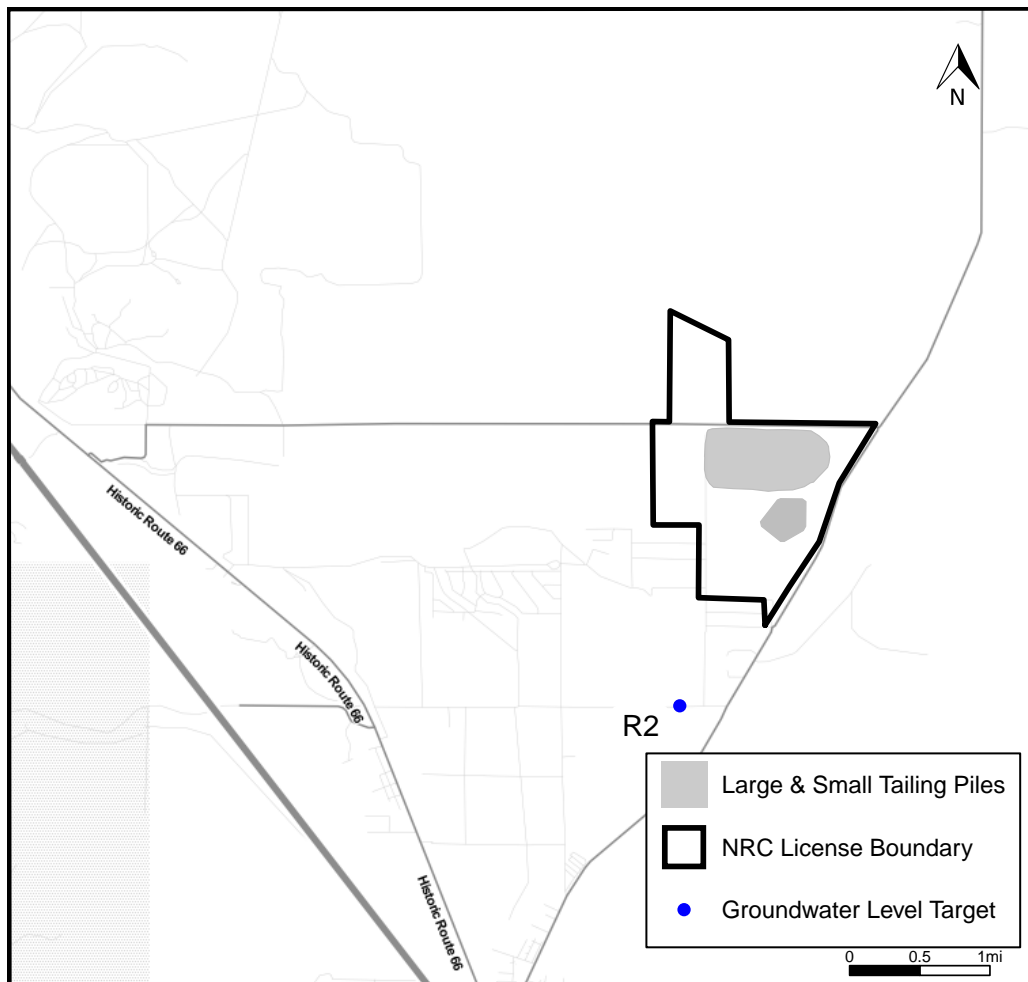 N
Historic Route 66
Historic Route 66
R2
Large & Small Tailing Piles
NRC License Boundary
Groundwater Level Target
Historic Route 66
0 0.5 1mi